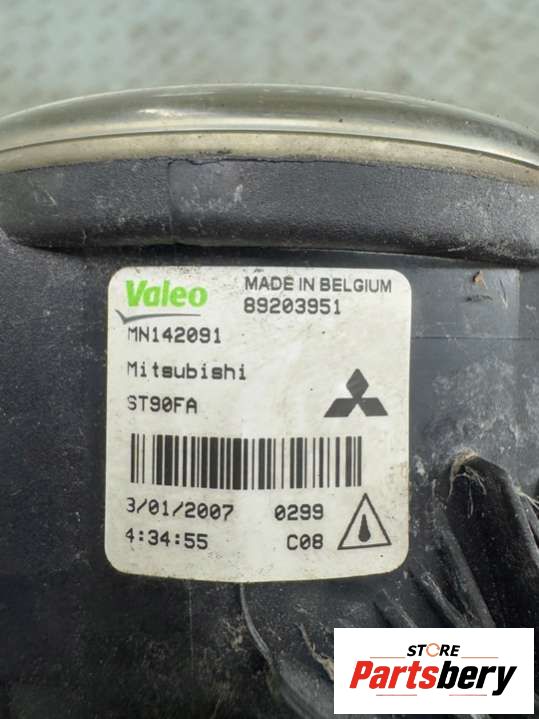 Valeo
MADE IN BELGIUM
89203951
MN142091
Mitsubishi
ST90FA
3/01/2007 0299
4:34:55 C08
STORE
Partsbery